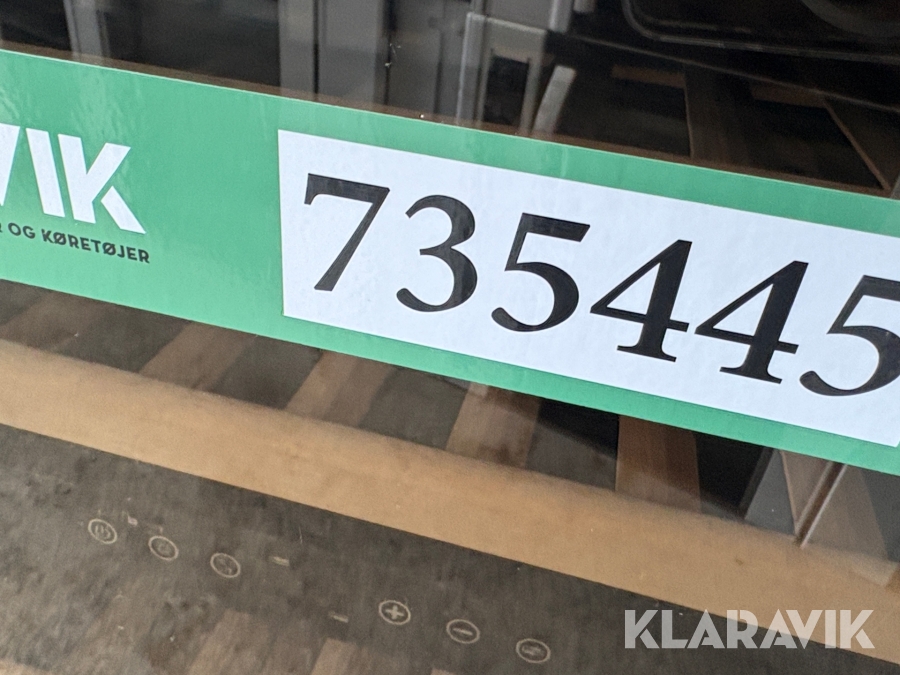 VIK
R OG KØRETØJER
735445
KLARAVIK